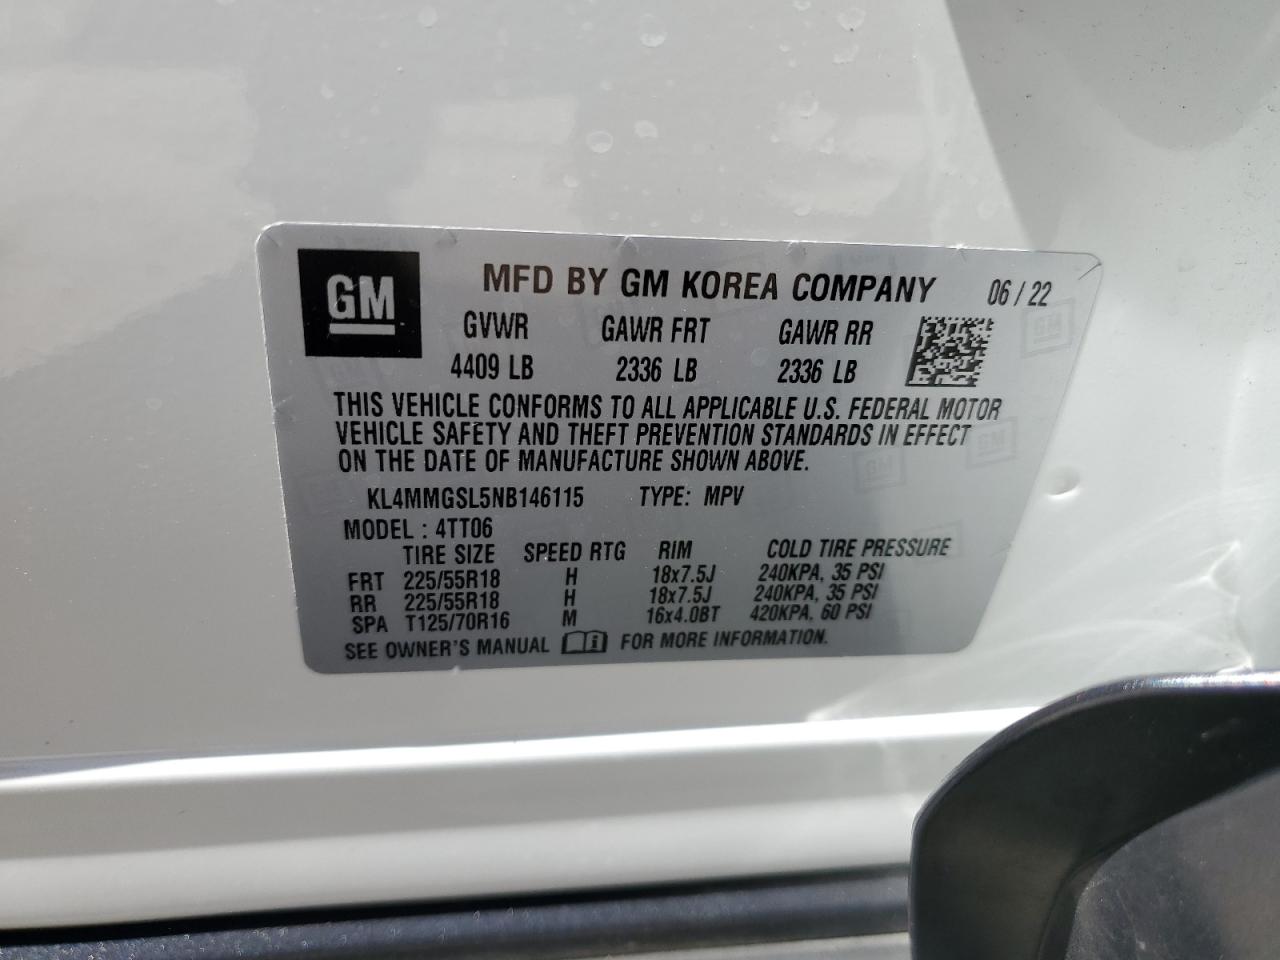 GM MFD BY GM KOREA COMPANY 06/22
GVWR GAWR FRT GAWR RR
4409 LB 2336 LB 2336 LB
THIS VEHICLE CONFORMS TO ALL APPLICABLE U.S. FEDERAL MOTOR
VEHICLE SAFETY AND THEFT PREVENTION STANDARDS IN EFFECT
ON THE DATE OF MANUFACTURE SHOWN ABOVE.
KL4MMGSL5NB146115 TYPE: MPV
MODEL : 4TT06
TIRE SIZE SPEED RTG RIM COLD TIRE PRESSURE
FRT 225/55R18 H 18x7.5J 240KPA, 35 PSI
RR 225/55R18 H 18x7.5J 240KPA, 35 PSI
SPA T125/70R16 M 16x4.0BT 420KPA, 60 PSI
SEE OWNER'S MANUAL FOR MORE INFORMATION.